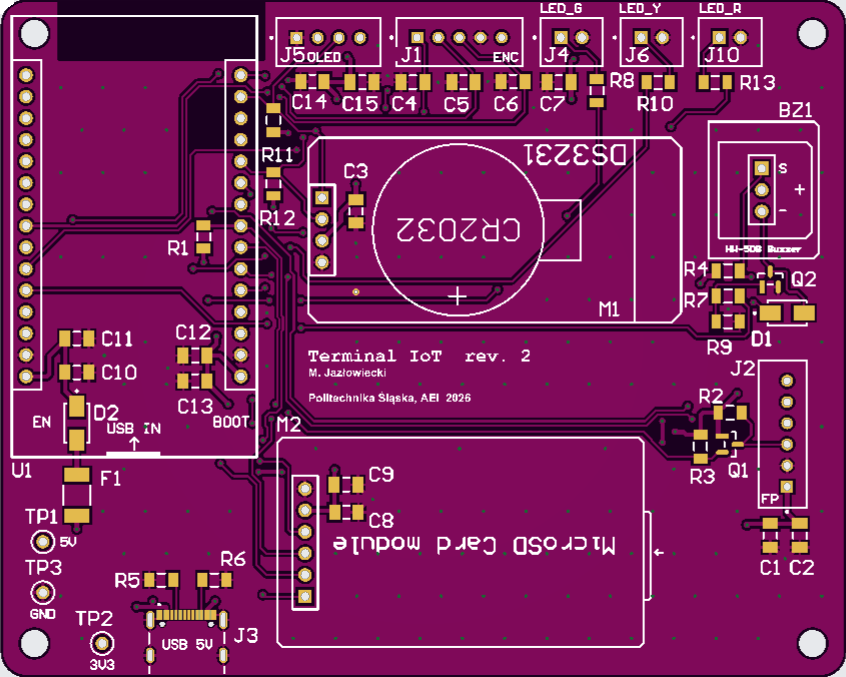 LED_G
LED_Y
LED_R
J5 OLED
J1
ENC
J4
J6
J10
C14
C15
C4
C5
C6
C7
R8
R10
R13
BZ1
R11
DS3231
C3
S
+
-
R12
R1
CR2032
HW-508 Buzzer
R4
Q2
R7
+
M1
D1
R9
C12
C11
Terminal IoT rev. 2
M. Jazłowiecki
J2
C10
C13
Politechnika Śląska, AEI 2026
R2
D2
EN
USB IN
BOOT
M2
U1
F1
C9
R3
Q1
FP
TP1
5V
C8
MicroSD Card module
TP3
R5
R6
C1
C2
GND
TP2
J3
USB 5V
3V3